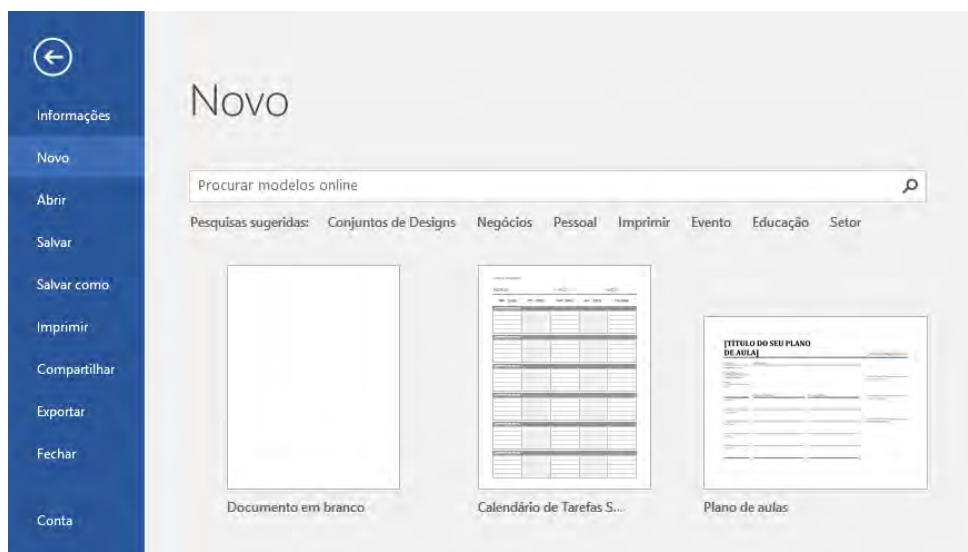 Informações
Novo
Abrir
Salvar
Salvar como
Imprimir
Compartilhar
Exportar
Fechar
Conta
Novo
Procurar modelos online
Pesquisas sugeridas: Conjuntos de Designs Negócios Pessoal Imprimir Evento Educação Setor
[TÍTULO DO SEU PLANO
DE AULA]
Documento em branco
Calendário de Tarefas S...
Plano de aulas